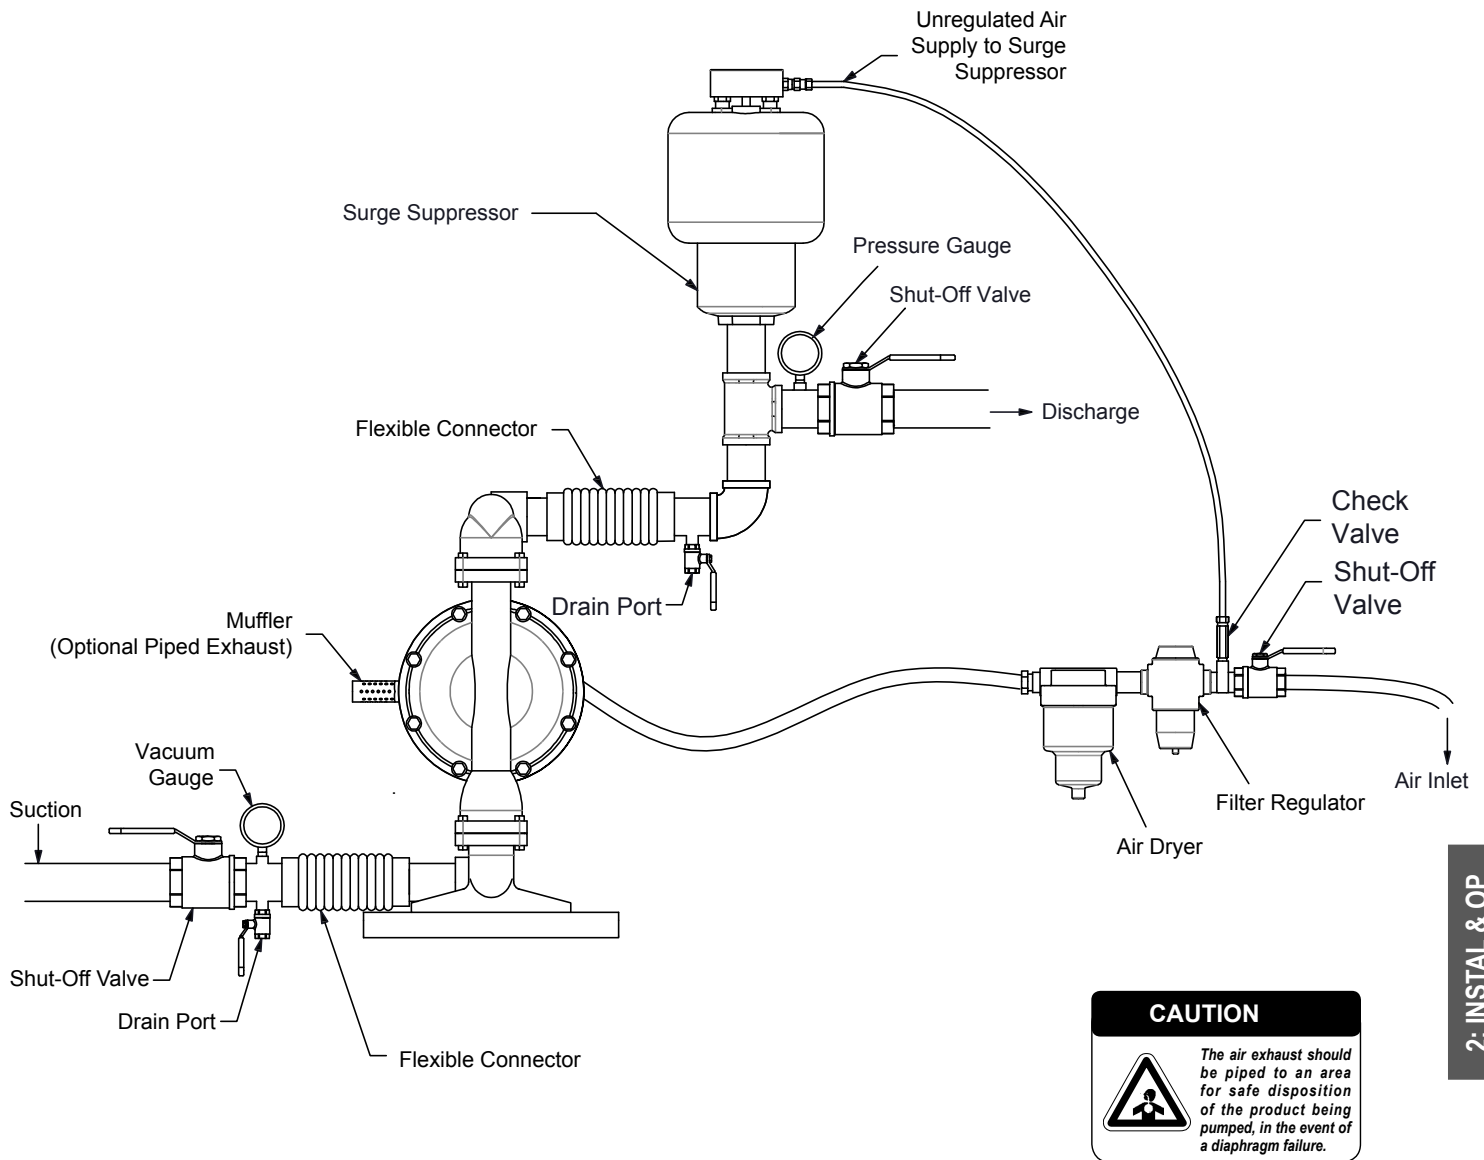 Unregulated Air
Supply to Surge
Suppressor
Surge Suppressor
Pressure Gauge
Shut-Off Valve
Discharge
Flexible Connector
Check
Valve
Shut-Off
Valve
Drain Port
Muffler
(Optional Piped Exhaust)
Vacuum
Gauge
Suction
Air Inlet
Filter Regulator
Air Dryer
Shut-Off Valve
Drain Port
Flexible Connector
2: INSTAL & OP
CAUTION
The air exhaust should
be piped to an area
for safe disposition
of the product being
pumped, in the event of
a diaphragm failure.